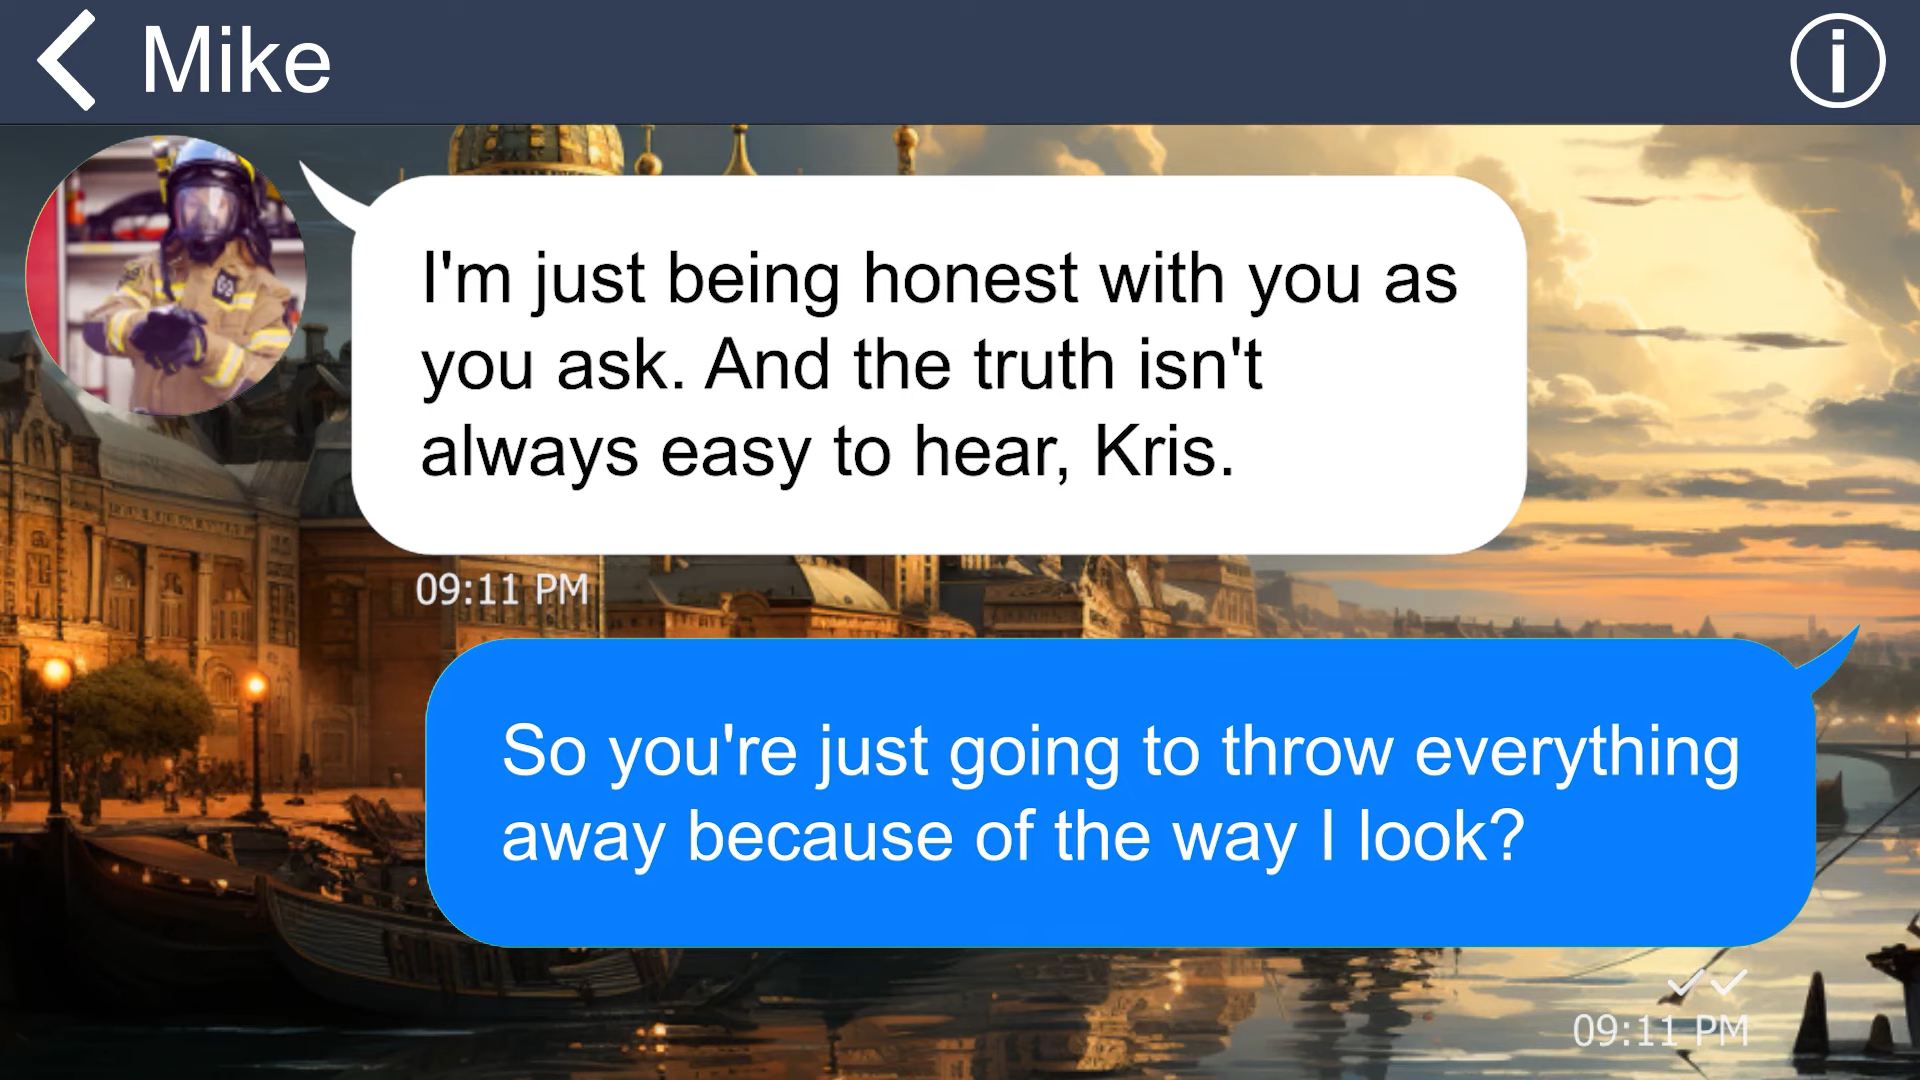 Mike
I'm just being honest with you as
you ask. And the truth isn't
always easy to hear, Kris.
09:11 PM
So you're just going to throw everything
away because of the way I look?
09:11 PM